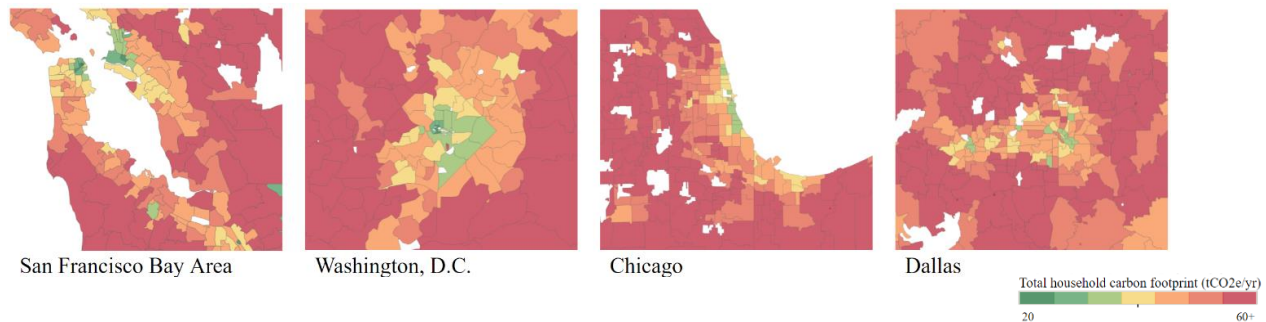 San Francisco Bay Area
Washington, D.C.
Chicago
Dallas
Total household carbon footprint (tCO2e/yr)
20
60+